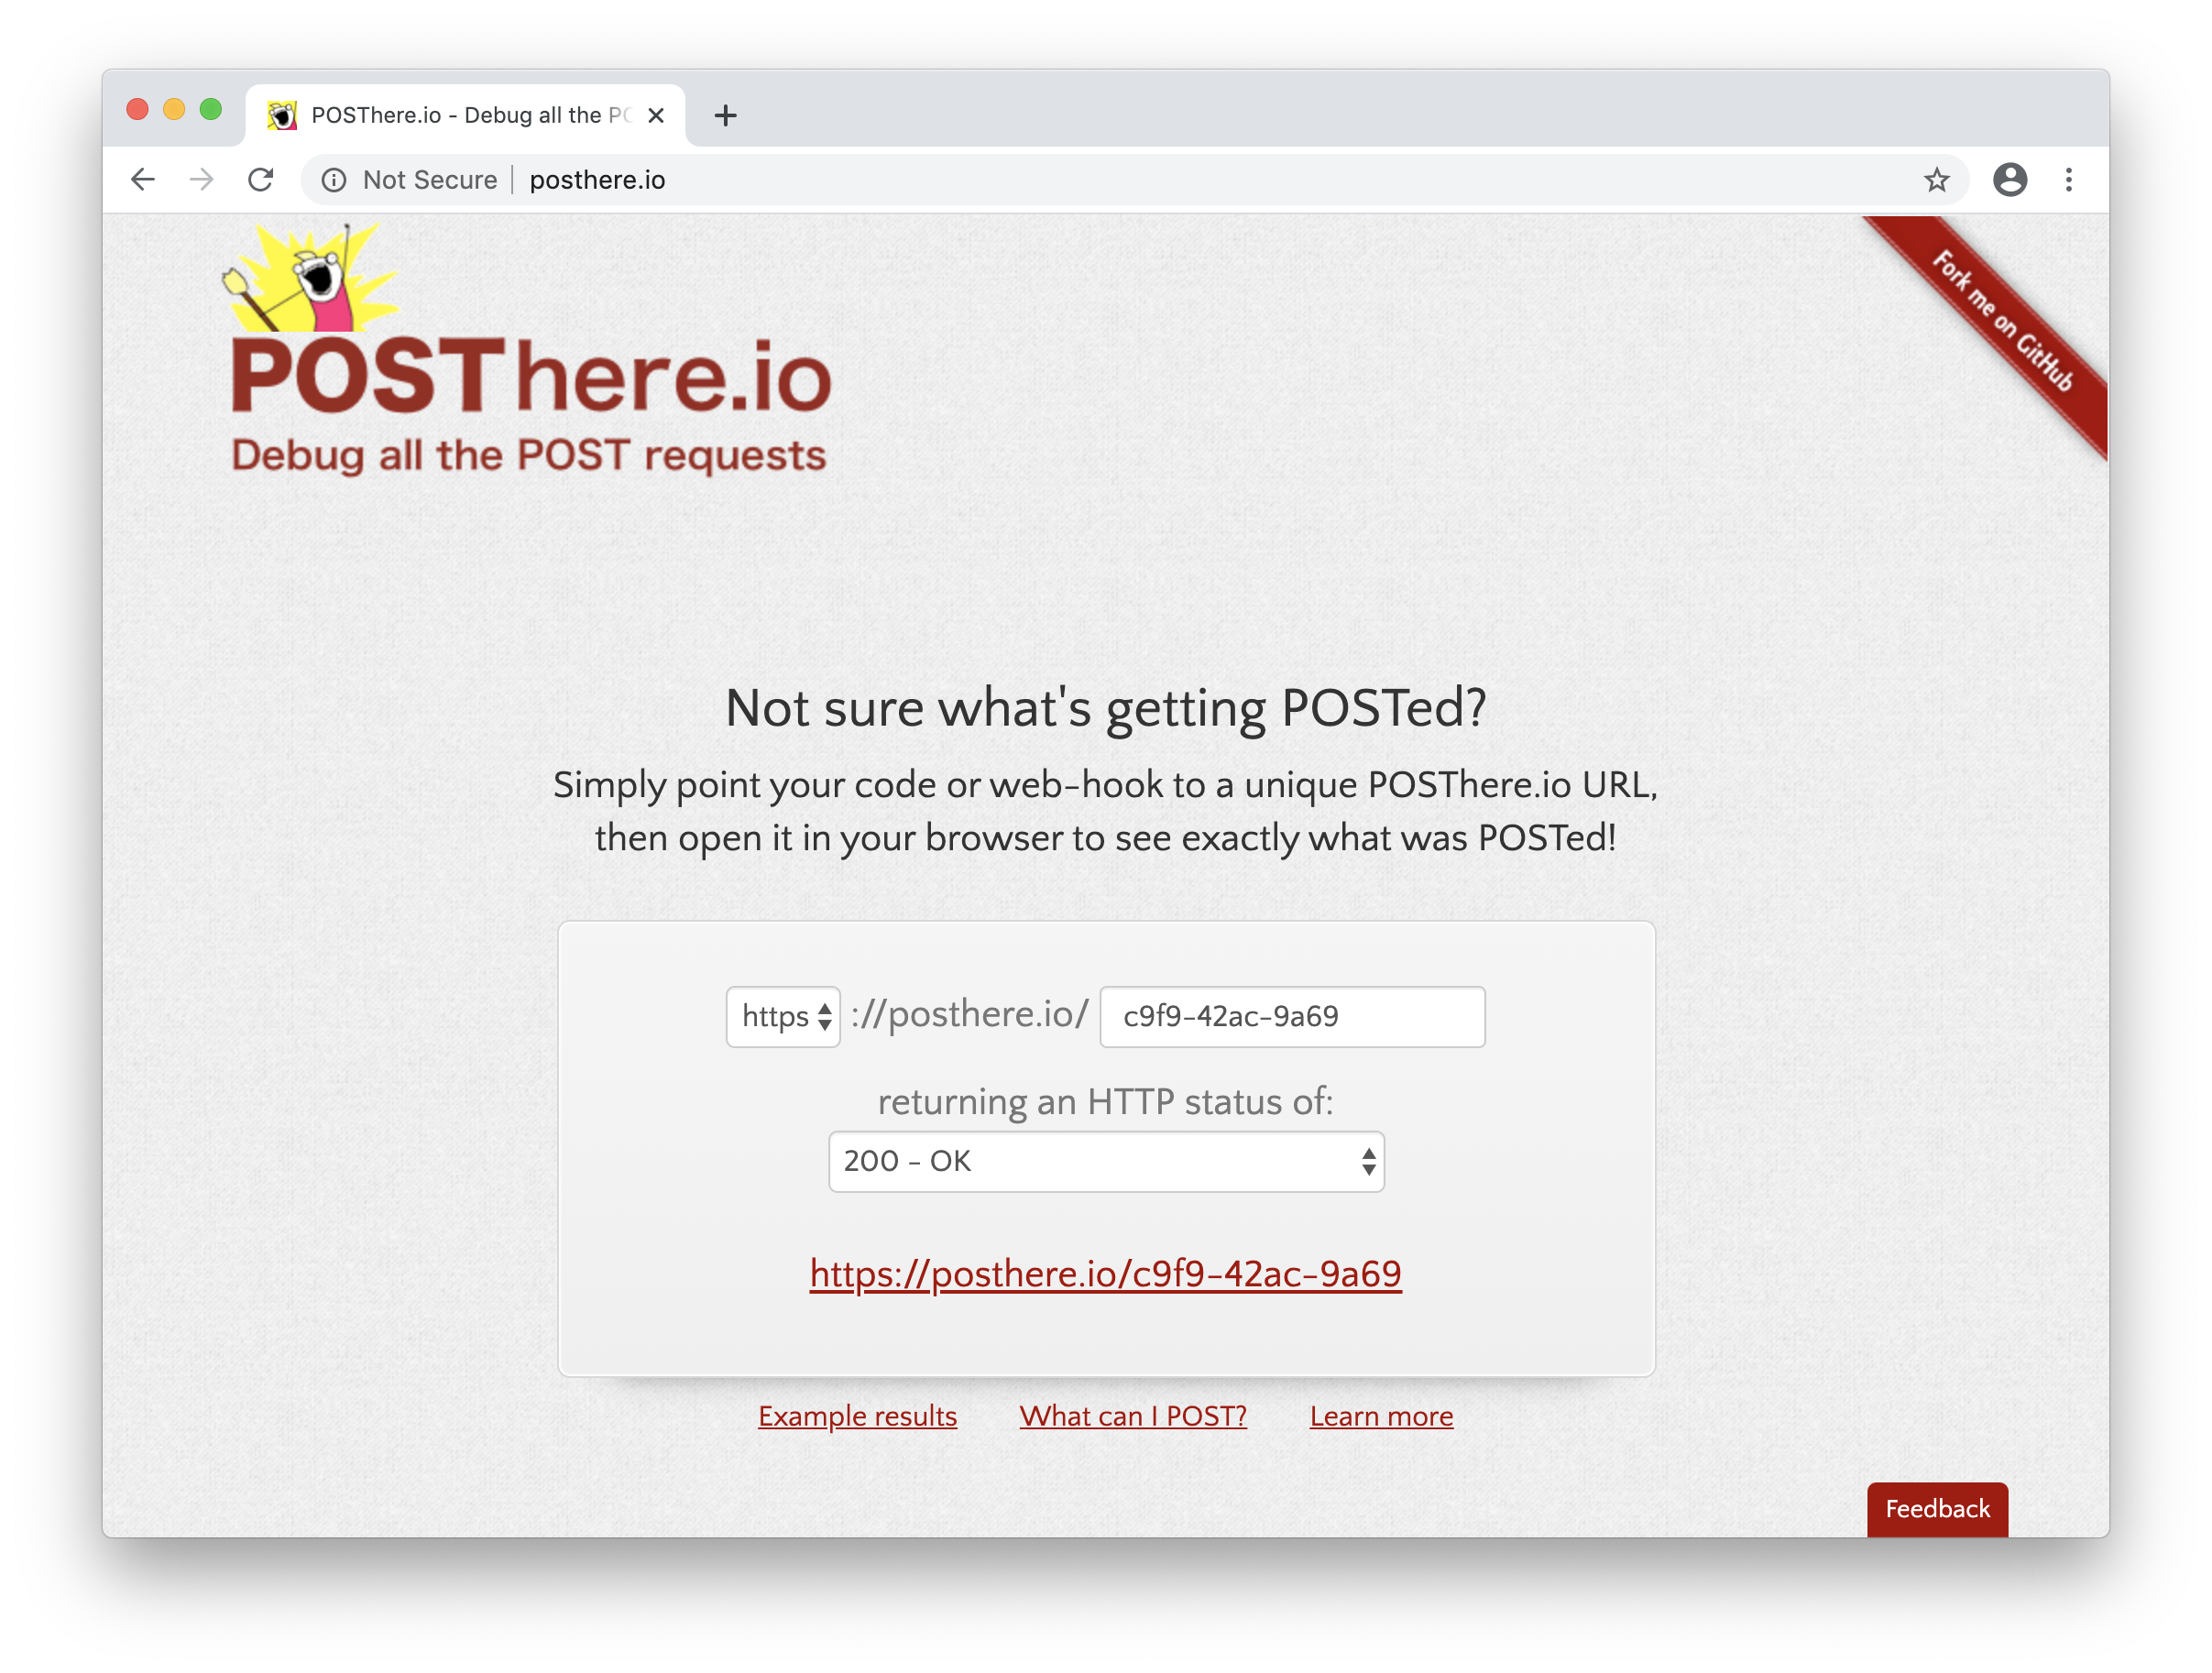 POSThere.io - Debug all the PO
Not Secure posthere.io
Fork me on GitHub
POSThere.io
Debug all the POST requests
Not sure what's getting POSTed?
Simply point your code or web-hook to a unique POSThere.io URL,
then open it in your browser to see exactly what was POSTed!
https ://posthere.io/ c9f9-42ac-9a69
returning an HTTP status of:
200 - OK
https://posthere.io/c9f9-42ac-9a69
Example results What can I POST? Learn more
Feedback